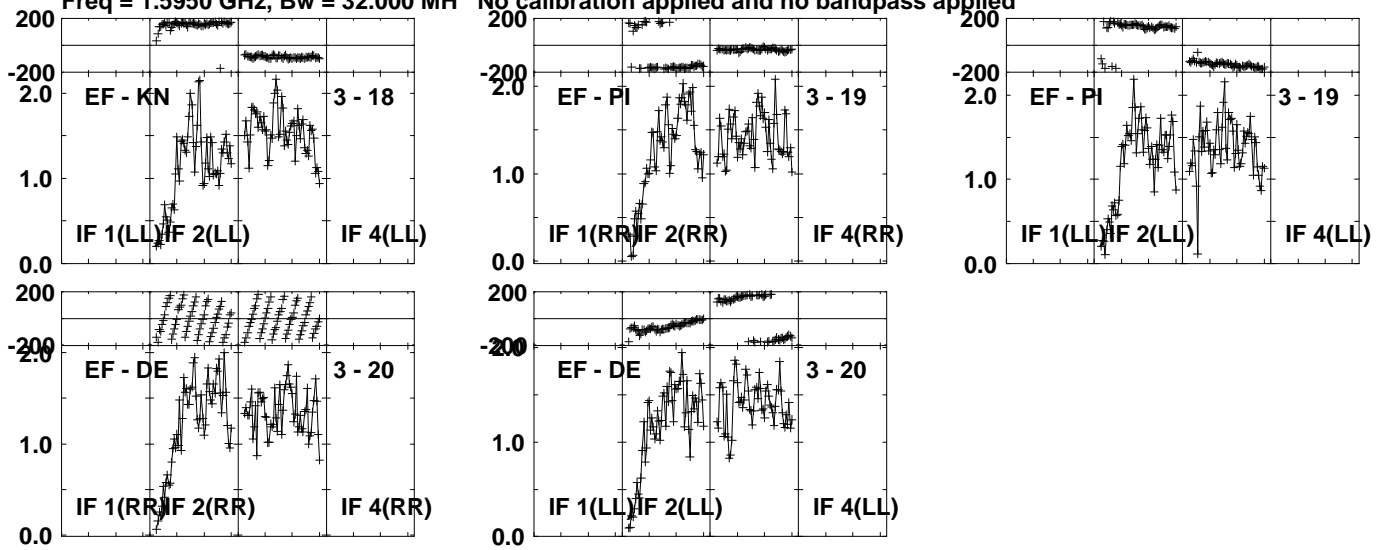 Freq = 1.5950 GHz, Bw = 32.000 MH No calibration applied and no bandpass applied
200
-200
2.0
1.0
0.0
EF - KN
3 - 18
IF 1(LL)
IF 2(LL)
IF 4(LL)
200
-200
2.0
1.0
0.0
EF - PI
3 - 19
IF 1(RR)
IF 2(RR)
IF 4(RR)
200
-200
2.0
1.0
0.0
EF - PI
3 - 19
IF 1(LL)
IF 2(LL)
IF 4(LL)
200
-200
2.0
1.0
0.0
EF - DE
3 - 20
IF 1(RR)
IF 2(RR)
IF 4(RR)
200
-200
2.0
1.0
0.0
EF - DE
3 - 20
IF 1(LL)
IF 2(LL)
IF 4(LL)